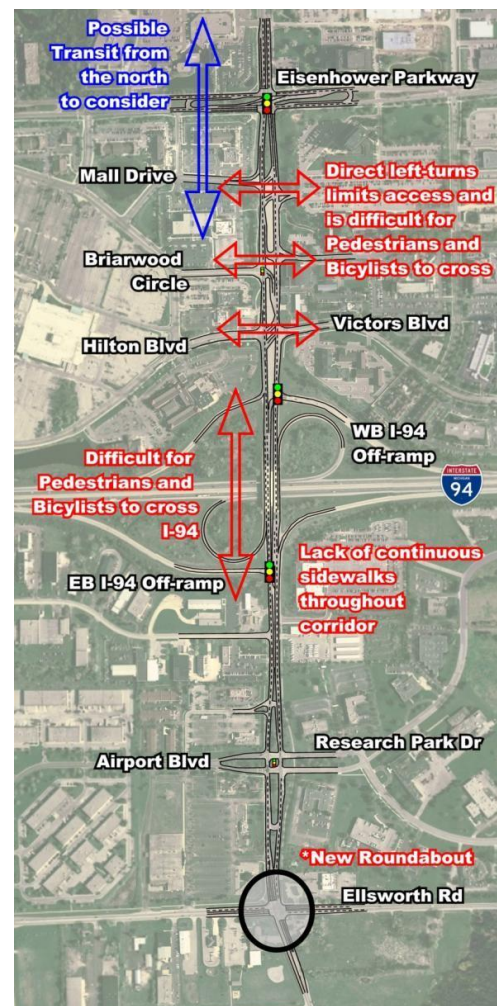 Possible
Transit from
the north
to consider
Eisenhower Parkway
Mall Drive
Direct left-turns
limits access and
is difficult for
Pedestrians and
Bicylists to cross
Briarwood
Circle
Victors Blvd
Hilton Blvd
WB I-94
Off-ramp
Difficult for
Pedestrians and
Bicylists to cross
I-94
INTERSTATE
MICHIGAN
94
EB I-94 Off-ramp
Lack of continuous
sidewalks
throughout
corridor
Airport Blvd
Research Park Dr
*New Roundabout
Ellsworth Rd